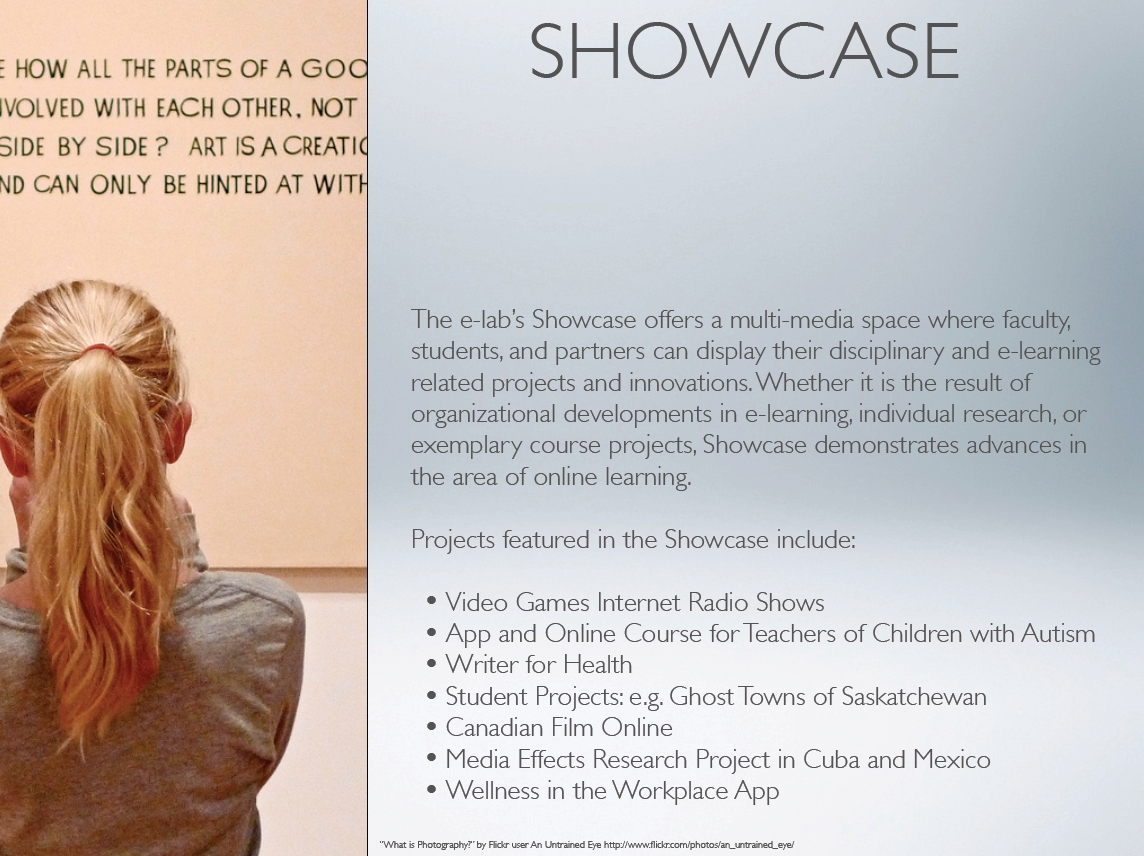 E HOW ALL THE PARTS OF A GOO
NVOLVED WITH EACH OTHER, NOT
SIDE BY SIDE? ART IS A CREATIO
ND CAN ONLY BE HINTED AT WITH
SHOWCASE
The e-lab’s Showcase offers a multi-media space where faculty,
students, and partners can display their disciplinary and e-learning
related projects and innovations. Whether it is the result of
organizational developments in e-learning, individual research, or
exemplary course projects, Showcase demonstrates advances in
the area of online learning.
Projects featured in the Showcase include:
• Video Games Internet Radio Shows
• App and Online Course for Teachers of Children with Autism
• Writer for Health
• Student Projects: e.g. Ghost Towns of Saskatchewan
• Canadian Film Online
• Media Effects Research Project in Cuba and Mexico
• Wellness in the Workplace App
"What is Photography?" by Flickr user An Untrained Eye http://www.flickr.com/photos/an_untrained_eye/